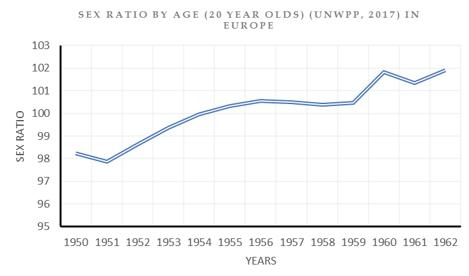 SEX RATIO BY AGE (20 YEAR OLDS) (UNWPP, 2017) IN
EUROPE
103
102
101
100
99
98
97
96
95
SEX RATIO
1950 1951 1952 1953 1954 1955 1956 1957 1958 1959 1960 1961 1962
YEARS